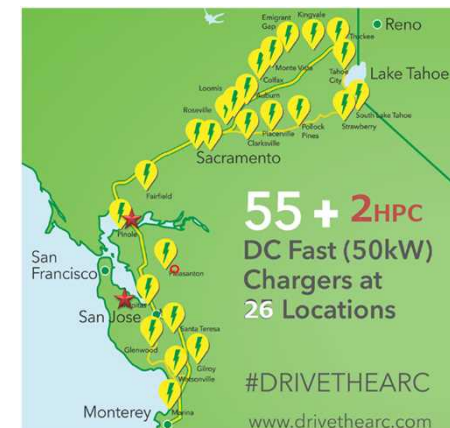 Emigrant
Gap
Kingvale
Reno
Truckee
Monte Vista
Tahoe
City
Lake Tahoe
Colfax
Loomis
Auburn
Roseville
South Lake Tahoe
Placerville
Pollock
Pines
Strawberry
Clarksville
Sacramento
Fairfield
55 + 2HPC
DC Fast (50kW)
Chargers at
26 Locations
Pinole
Pleasanton
San
Francisco
San Jose
Santa Teresa
Glenwood
Gilroy
Watsonville
#DRIVETHEARC
Monterey
Marina
www.drivethearc.com